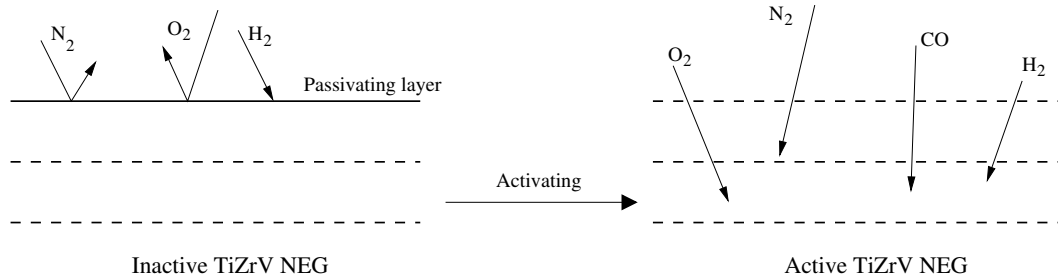 N2
O2
H2
Passivating layer
Inactive TiZrV NEG
Activating
O2
N2
CO
H2
Active TiZrV NEG